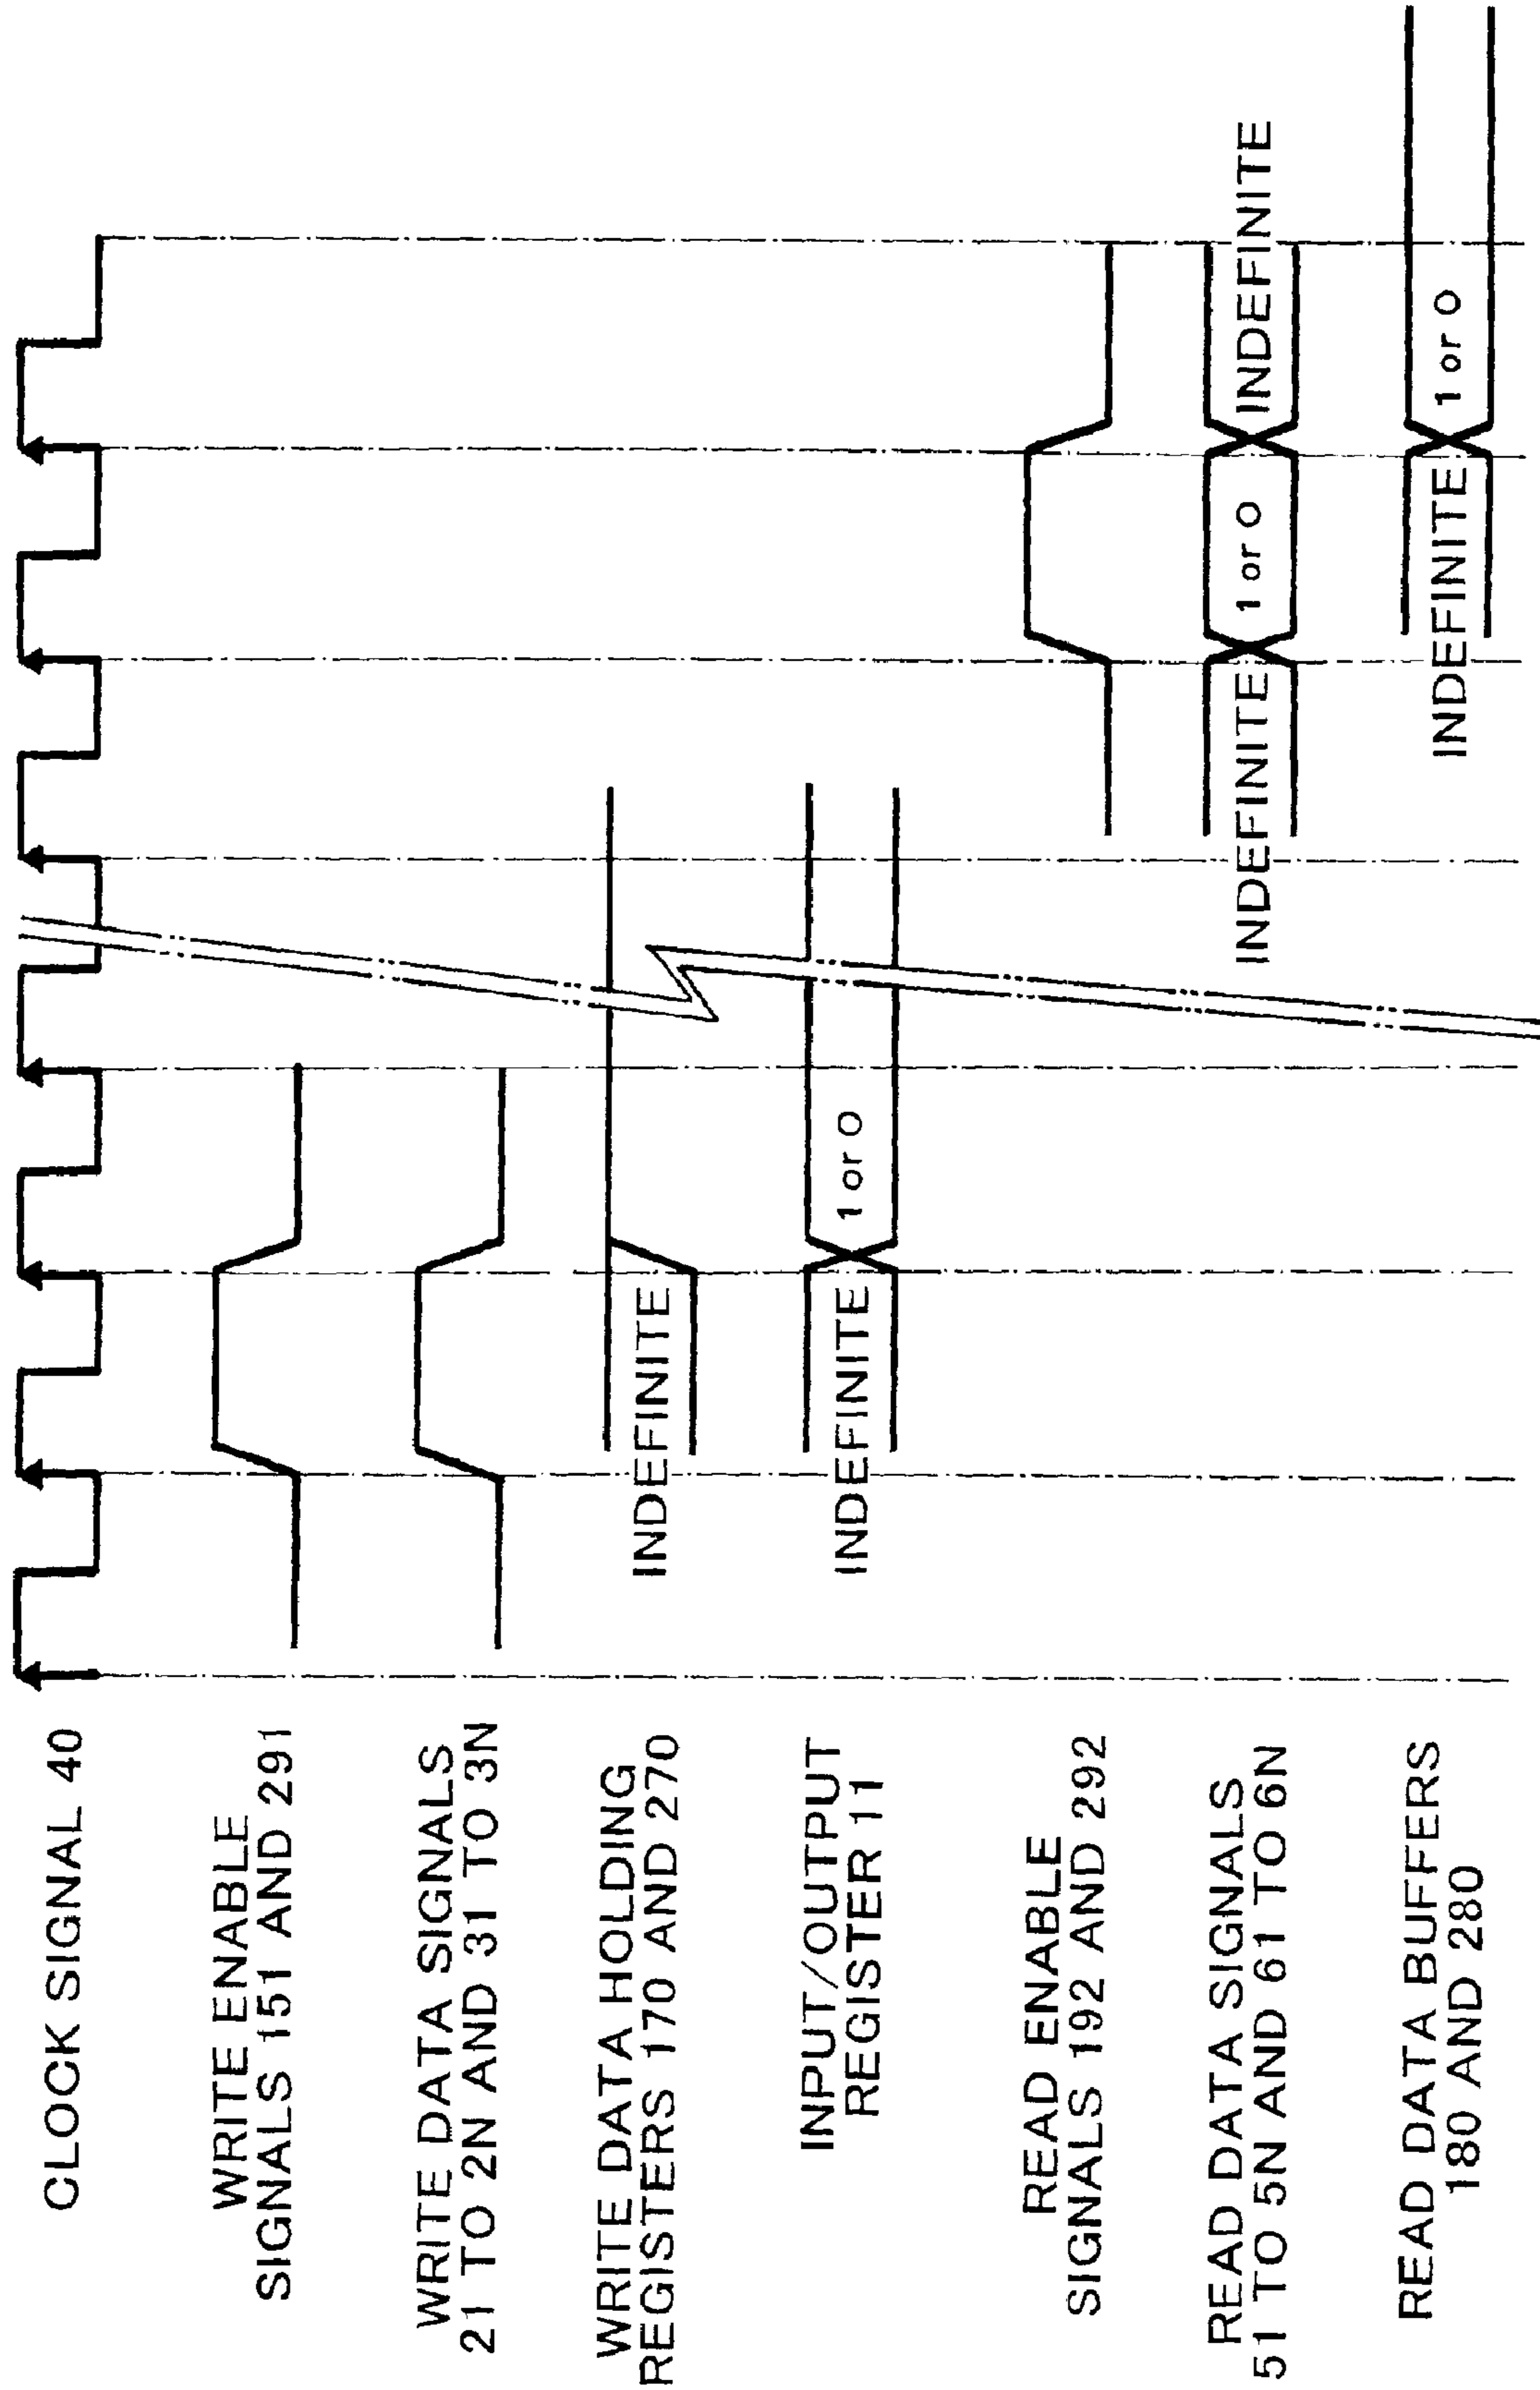 CLOCK SIGNAL 40
WRITE ENABLE
SIGNALS 151 AND 291
WRITE DATA SIGNALS
21 TO 2N AND 31 TO 3N
WRITE DATA HOLDING
REGISTERS 170 AND 270
INDEFINITE
INPUT/OUTPUT
REGISTER 11
INDEFINITE
1 or 0
READ ENABLE
SIGNALS 192 AND 292
READ DATA SIGNALS
51 TO 5N AND 61 TO 6N
INDEFINITE
1 or 0
INDEFINITE
READ DATA BUFFERS
180 AND 280
INDEFINITE
1 or 0